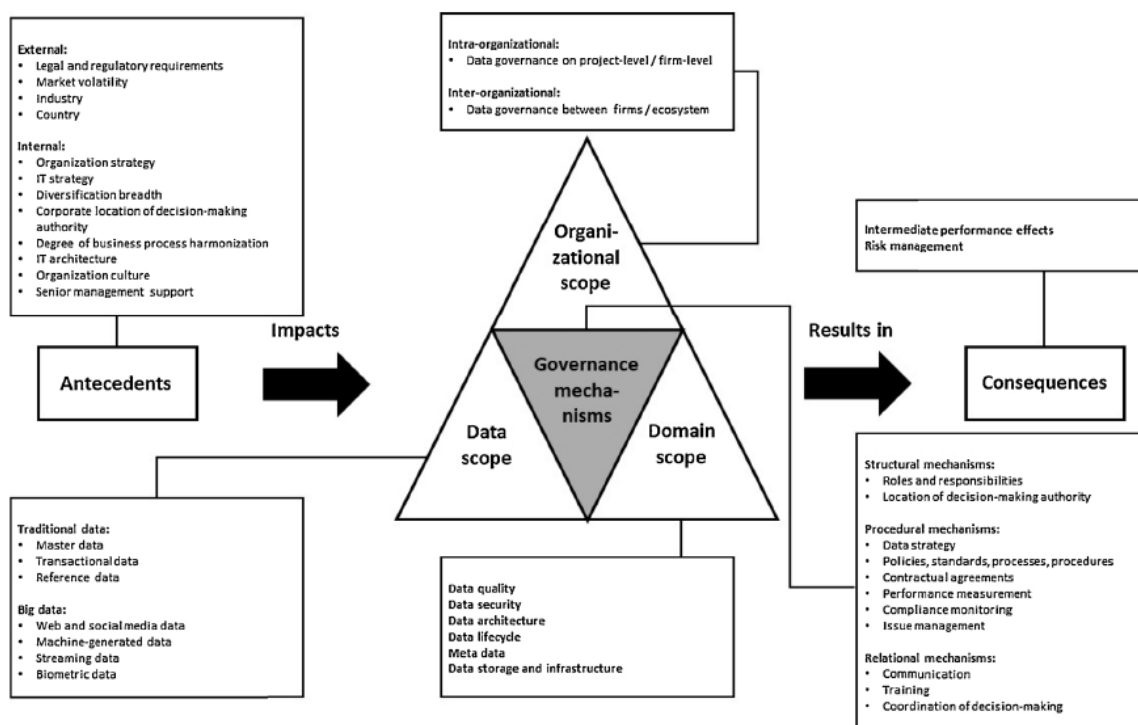 External:
• Legal and regulatory requirements
• Market volatility
• Industry
• Country
Internal:
• Organization strategy
• IT strategy
• Diversification breadth
• Corporate location of decision-making
authority
• Degree of business process harmonization
• IT architecture
• Organization culture
• Senior management support
Antecedents
Impacts
Intra-organizational:
• Data governance on project-level / firm-level
Inter-organizational:
• Data governance between firms / ecosystem
Organi-
zational
scope
Governance
mecha-
nisms
Data
scope
Domain
scope
Results in
Intermediate performance effects
Risk management
Consequences
Traditional data:
• Master data
• Transactional data
• Reference data
Big data:
• Web and social media data
• Machine-generated data
• Streaming data
• Biometric data
Data quality
Data security
Data architecture
Data lifecycle
Meta data
Data storage and infrastructure
Structural mechanisms:
• Roles and responsibilities
• Location of decision-making authority
Procedural mechanisms:
• Data strategy
• Policies, standards, processes, procedures
• Contractual agreements
• Performance measurement
• Compliance monitoring
• Issue management
Relational mechanisms:
• Communication
• Training
• Coordination of decision-making